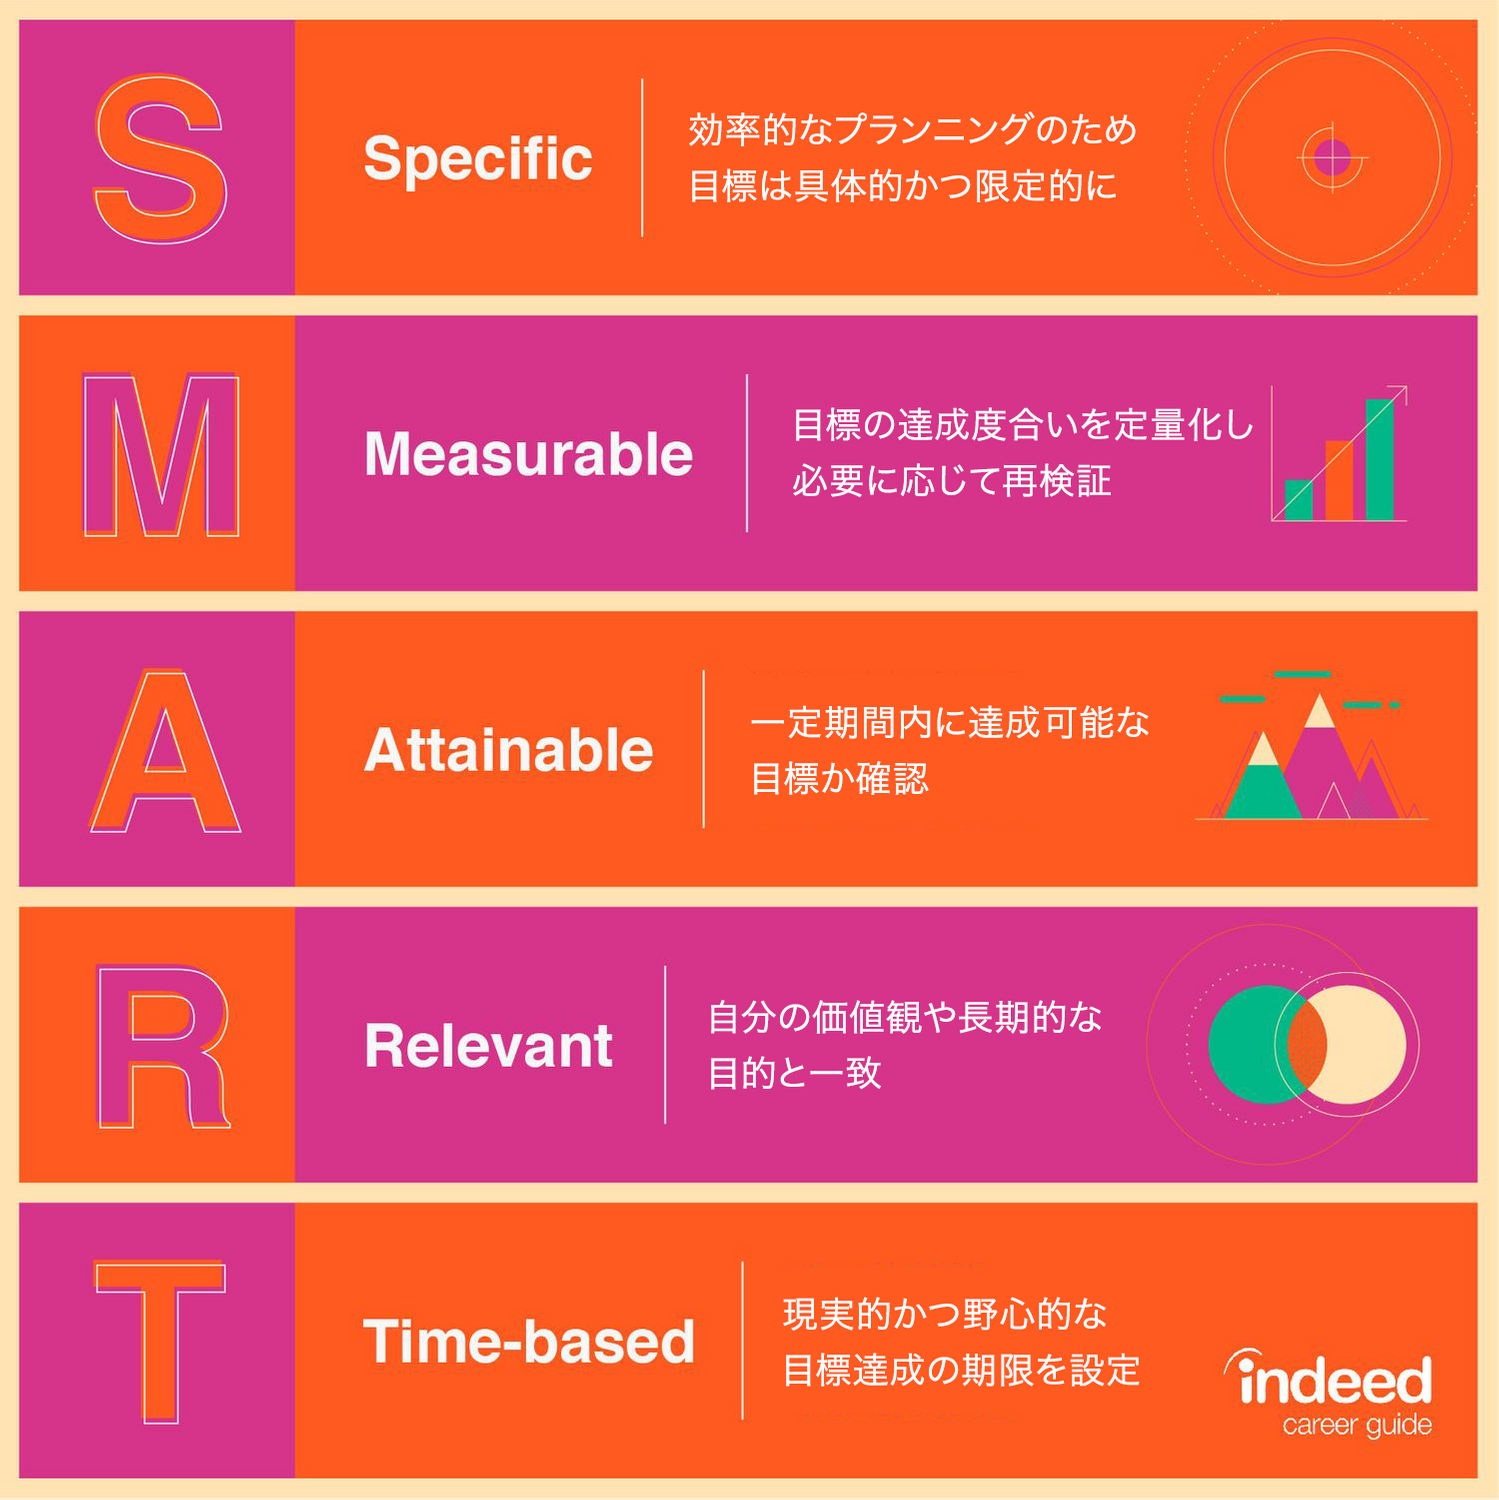 S
Specific
効率的なプランニングのため
目標は具体的かつ限定的に
M
Measurable
目標の達成度合いを定量化し
必要に応じて再検証
A
Attainable
一定期間内に達成可能な
目標か確認
R
Relevant
自分の価値観や長期的な
目的と一致
T
Time-based
現実的かつ野心的な
目標達成の期限を設定
indeed
career guide